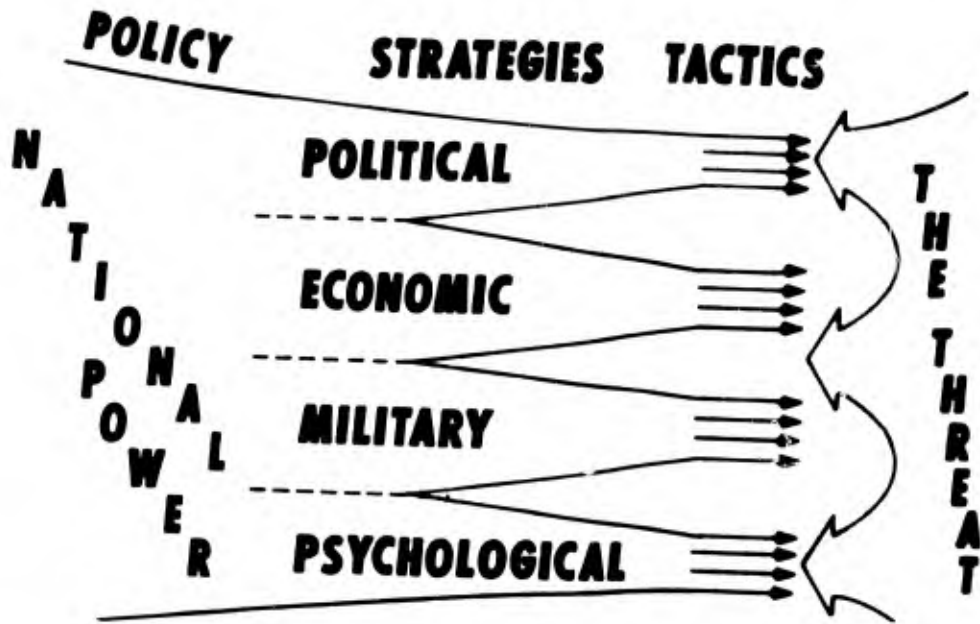 POLICY STRATEGIES TACTICS
NATIONAL
POWER
POLITICAL
ECONOMIC
MILITARY
PSYCHOLOGICAL
THE THREAT